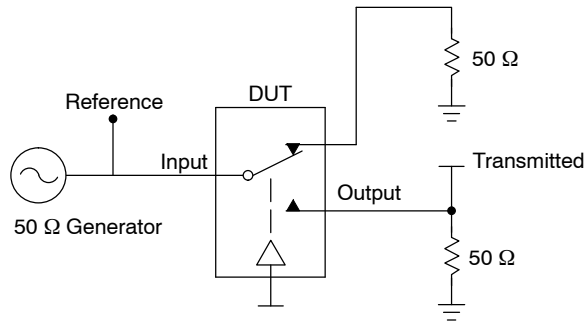 50 Ω
DUT
Reference
Input
Transmitted
Output
50 Ω Generator
50 Ω